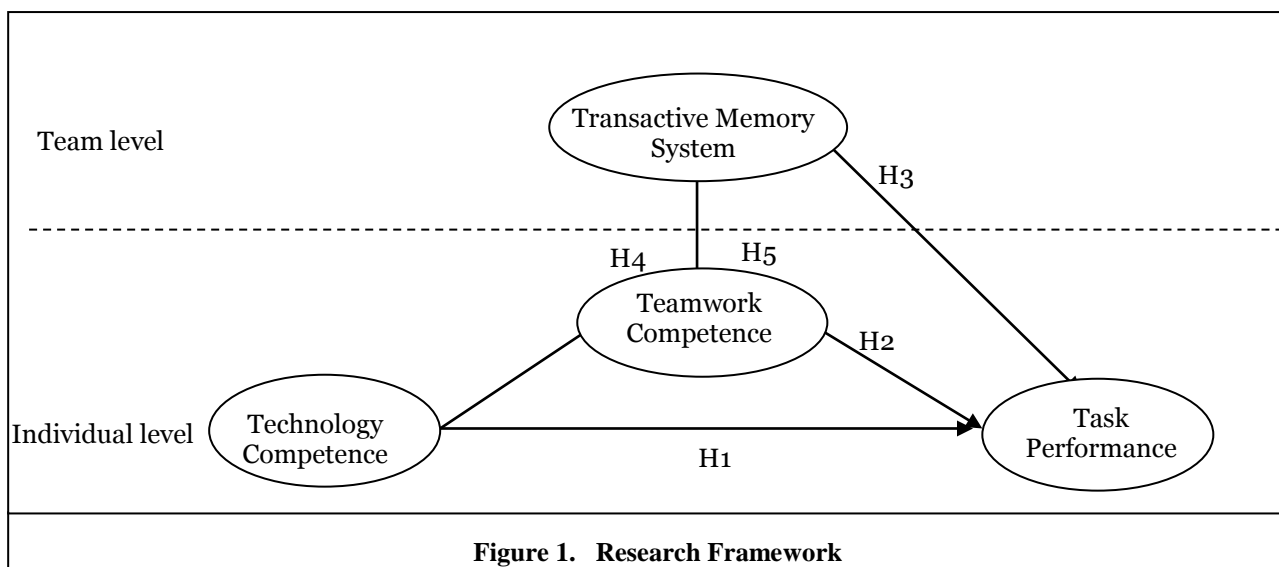 Transactive Memory
System
Team level
H3
H4
H5
Teamwork
Competence
H2
Technology
Competence
Individual level
Task
Performance
H1
Figure 1. Research Framework